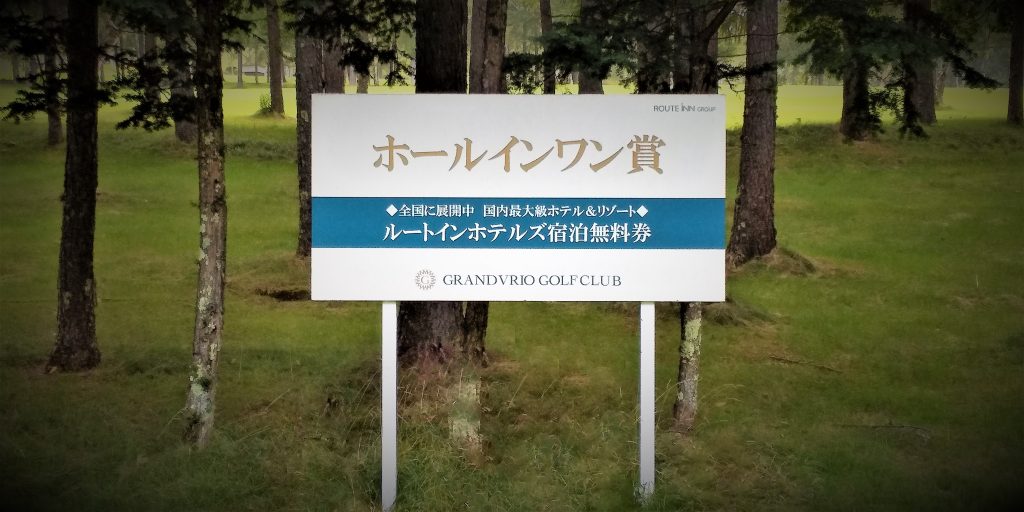 ROUTE INN GROUP
ホールインワン賞
◆全国に展開中 国内最大級ホテル&リゾート◆
ルートインホテルズ宿泊無料券
G GRANDVRIO GOLF CLUB